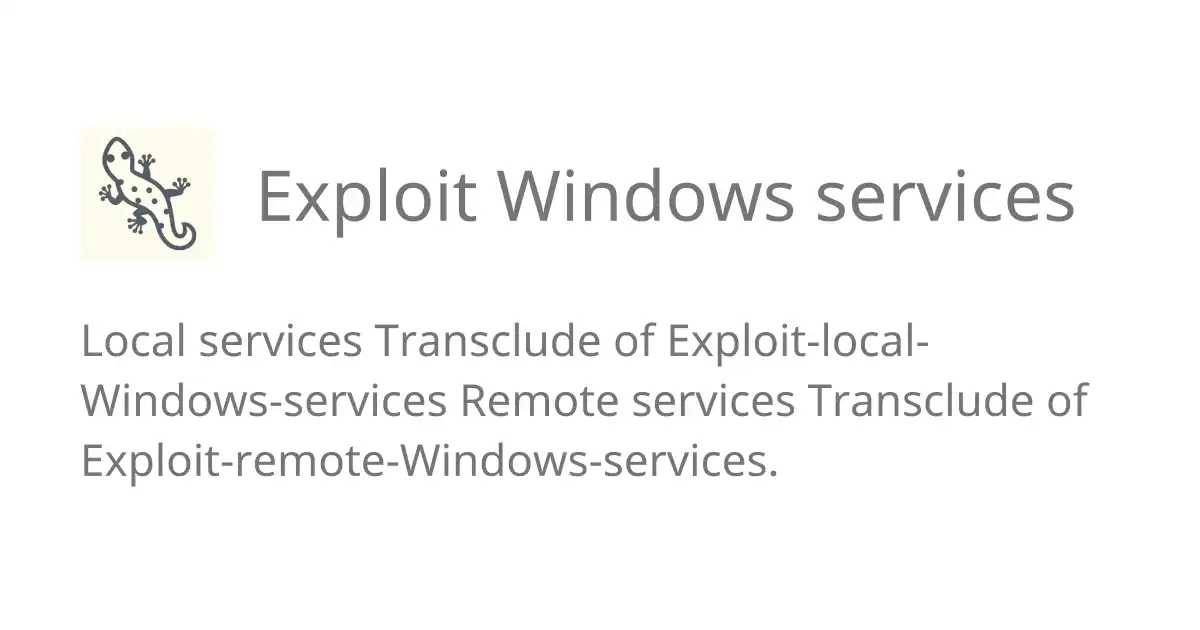 Exploit Windows services
Local services Transclude of Exploit-local-
Windows-services Remote services Transclude of
Exploit-remote-Windows-services.